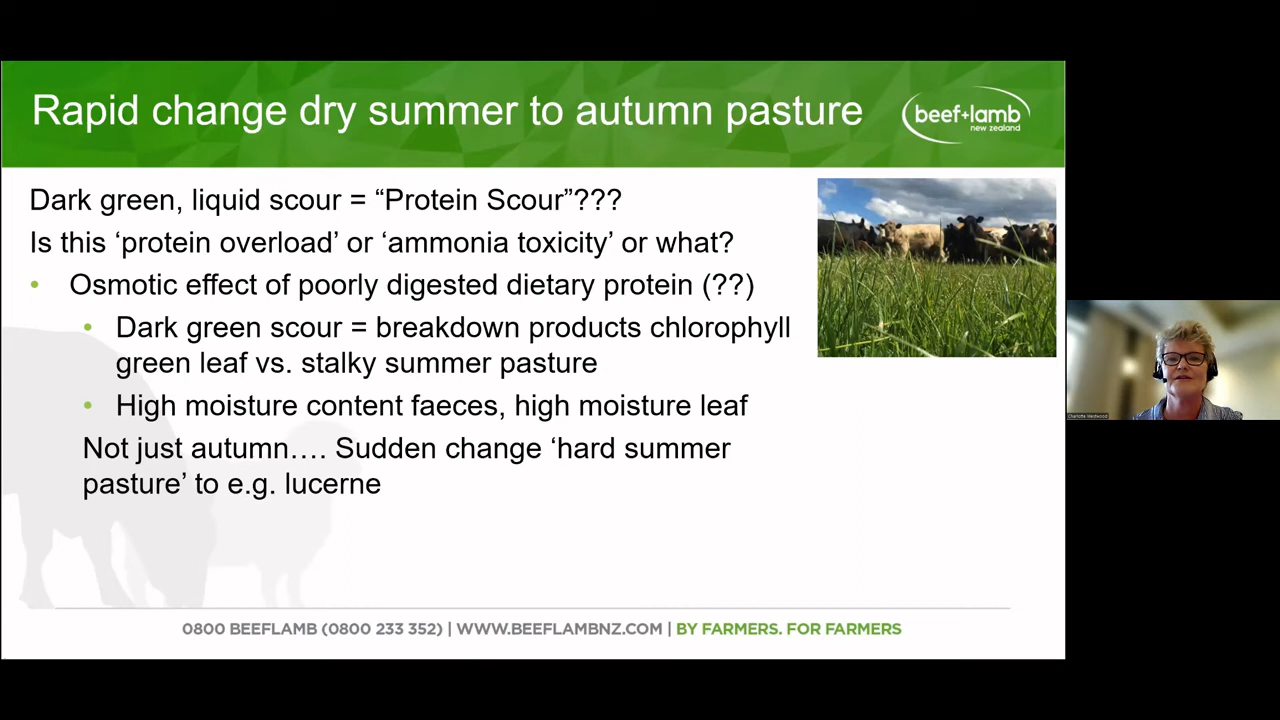 Rapid change dry summer to autumn pasture
beef+lamb
new zealand
Dark green, liquid scour = “Protein Scour”???
Is this ‘protein overload’ or ‘ammonia toxicity’ or what?
• Osmotic effect of poorly digested dietary protein (??)
• Dark green scour = breakdown products chlorophyll
green leaf vs. stalky summer pasture
• High moisture content faeces, high moisture leaf
Not just autumn…. Sudden change ‘hard summer
pasture’ to e.g. lucerne
0800 BEEFLAMB (0800 233 352) | WWW.BEEFLAMBNZ.COM | BY FARMERS. FOR FARMERS
Charlotte Westwood